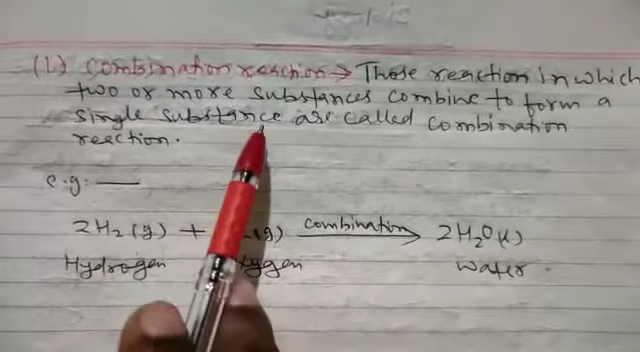 (1) Combination reaction → Those reaction in which
two or more substances combine to form a
single substance are called combination
reaction.
e.g:—
2H2(g) + (g) combination→ 2H2O(l)
Hydrogen ygen Water.